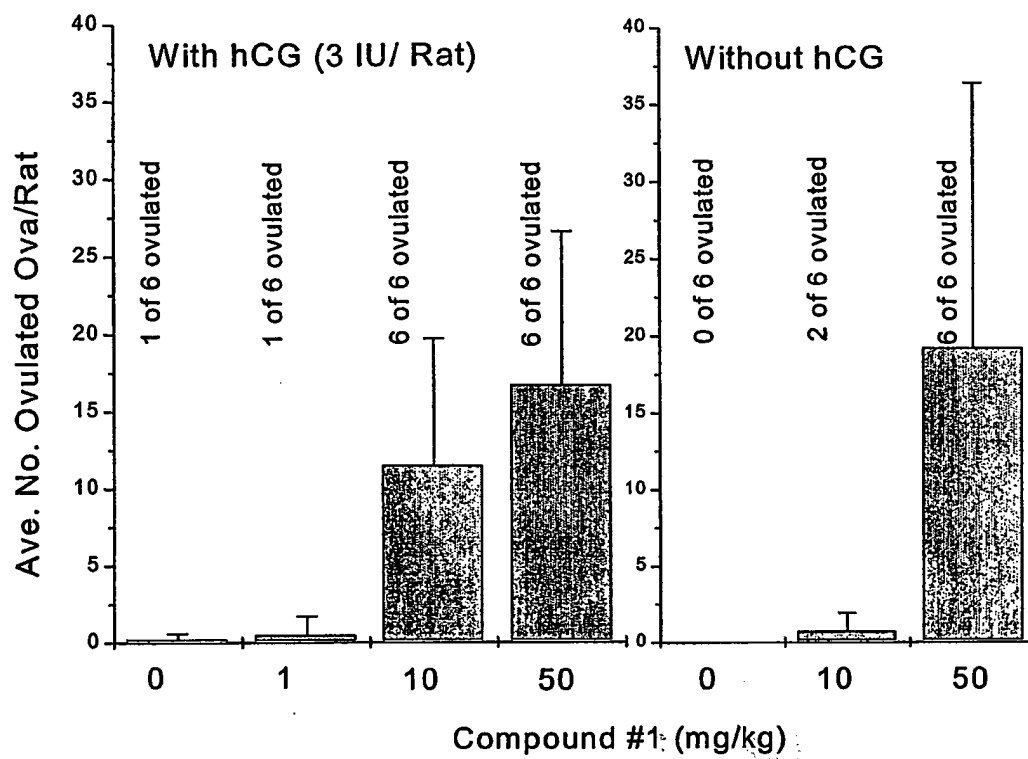 With hCG (3 IU/ Rat)
Without hCG
Ave. No. Ovulated Ova/Rat
40
35
30
25
20
15
10
5
0
1 of 6 ovulated
1 of 6 ovulated
6 of 6 ovulated
6 of 6 ovulated
0
1
10
50
40
35
30
25
20
15
10
5
0
0 of 6 ovulated
2 of 6 ovulated
6 of 6 ovulated
0
10
50
Compound #1 (mg/kg)